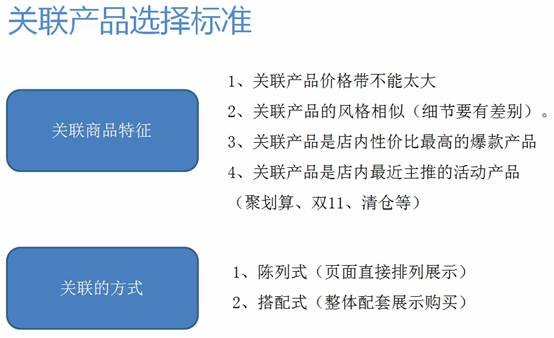 关联产品选择标准
关联商品特征
1、关联产品价格带不能太大
2、关联产品的风格相似（细节要有差别）。
3、关联产品是店内性价比最高的爆款产品
4、关联产品是店内最近主推的活动产品
（聚划算、双11、清仓等）
关联的方式
1、陈列式（页面直接排列展示）
2、搭配式（整体配套展示购买）